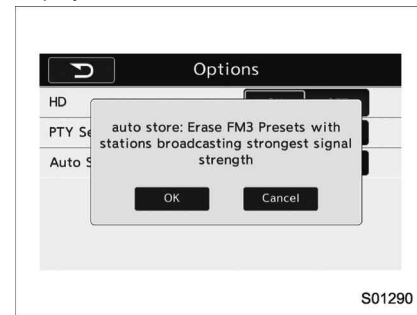 Options
HD
PTY Se
Auto S
auto store: Erase FM3 Presets with
stations broadcasting strongest signal
strength
OK
Cancel
S01290